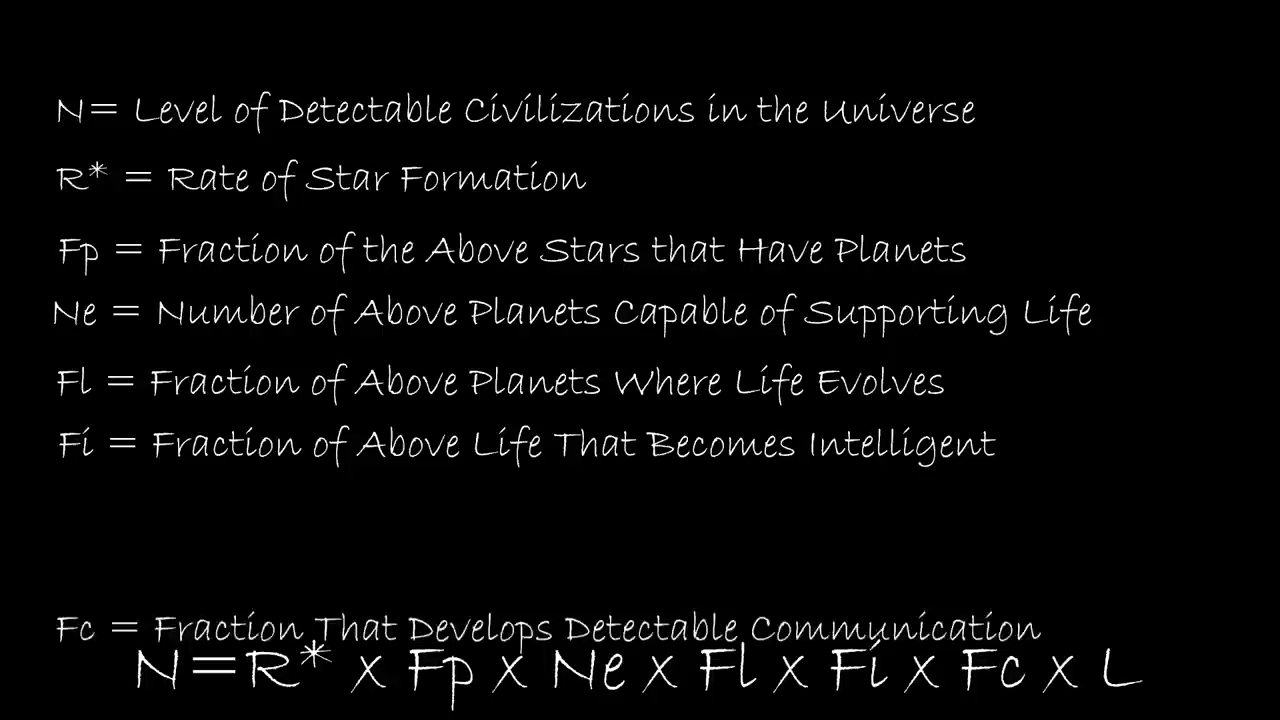 N= Level of Detectable Civilizations in the Universe
R* = Rate of Star Formation
Fp = Fraction of the Above Stars that Have Planets
Ne = Number of Above Planets Capable of Supporting Life
Fl = Fraction of Above Planets Where Life Evolves
Fi = Fraction of Above Life That Becomes Intelligent
Fc = Fraction That Develops Detectable Communication
N=R* x Fp x Ne x Fl x Fi x Fc x L